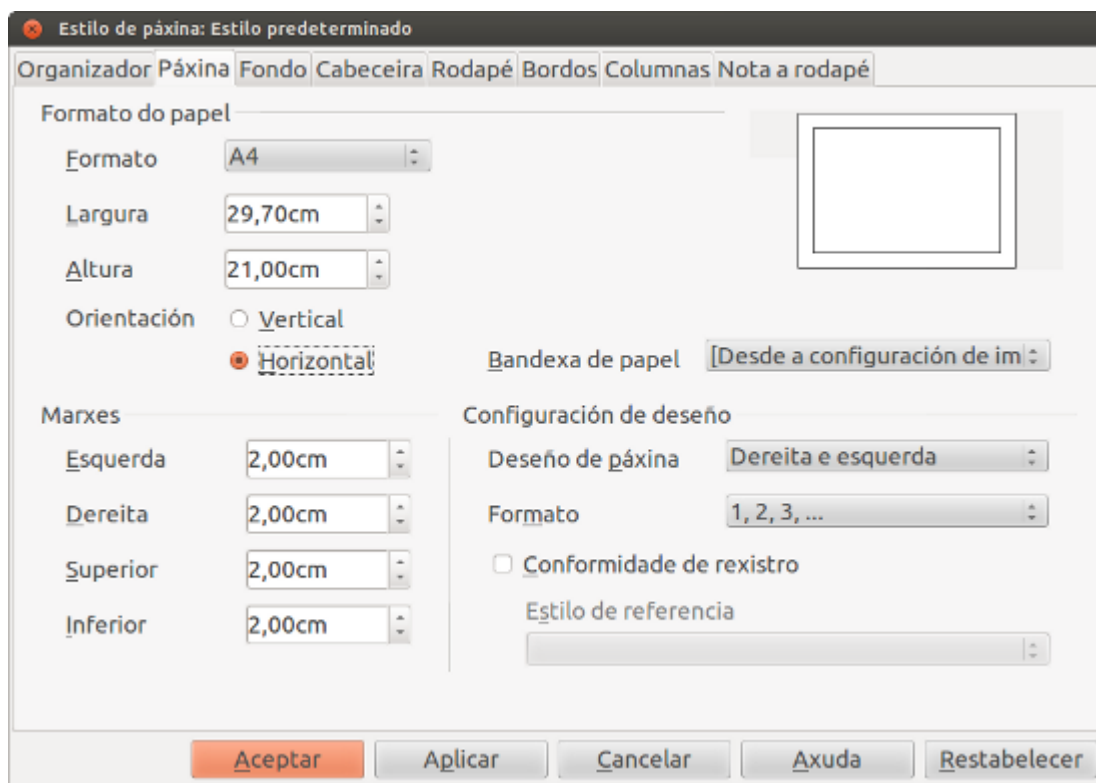 Estilo de páxina: Estilo predeterminado
Organizador Páxina Fondo Cabeceira Rodapé Bordos Columnas Nota a rodapé
Formato do papel
Formato A4
Largura 29,70cm
Altura 21,00cm
Orientación Vertical
Horizontal Bandexa de papel [Desde a configuración de im
Marxes Configuración de deseño
Esquerda 2,00cm Deseño de páxina Dereita e esquerda
Dereita 2,00cm Formato 1, 2, 3, ...
Superior 2,00cm Conformidade de rexistro
Estilo de referencia
Inferior 2,00cm
Aceptar Aplicar Cancelar Axuda Restabelecer